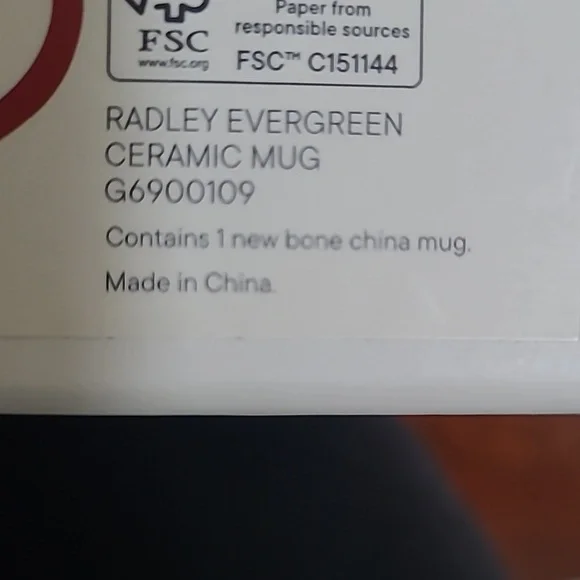 Paper from
responsible sources
FSC
www.fsc.org
FSC™ C151144
RADLEY EVERGREEN
CERAMIC MUG
G6900109
Contains 1 new bone china mug.
Made in China.